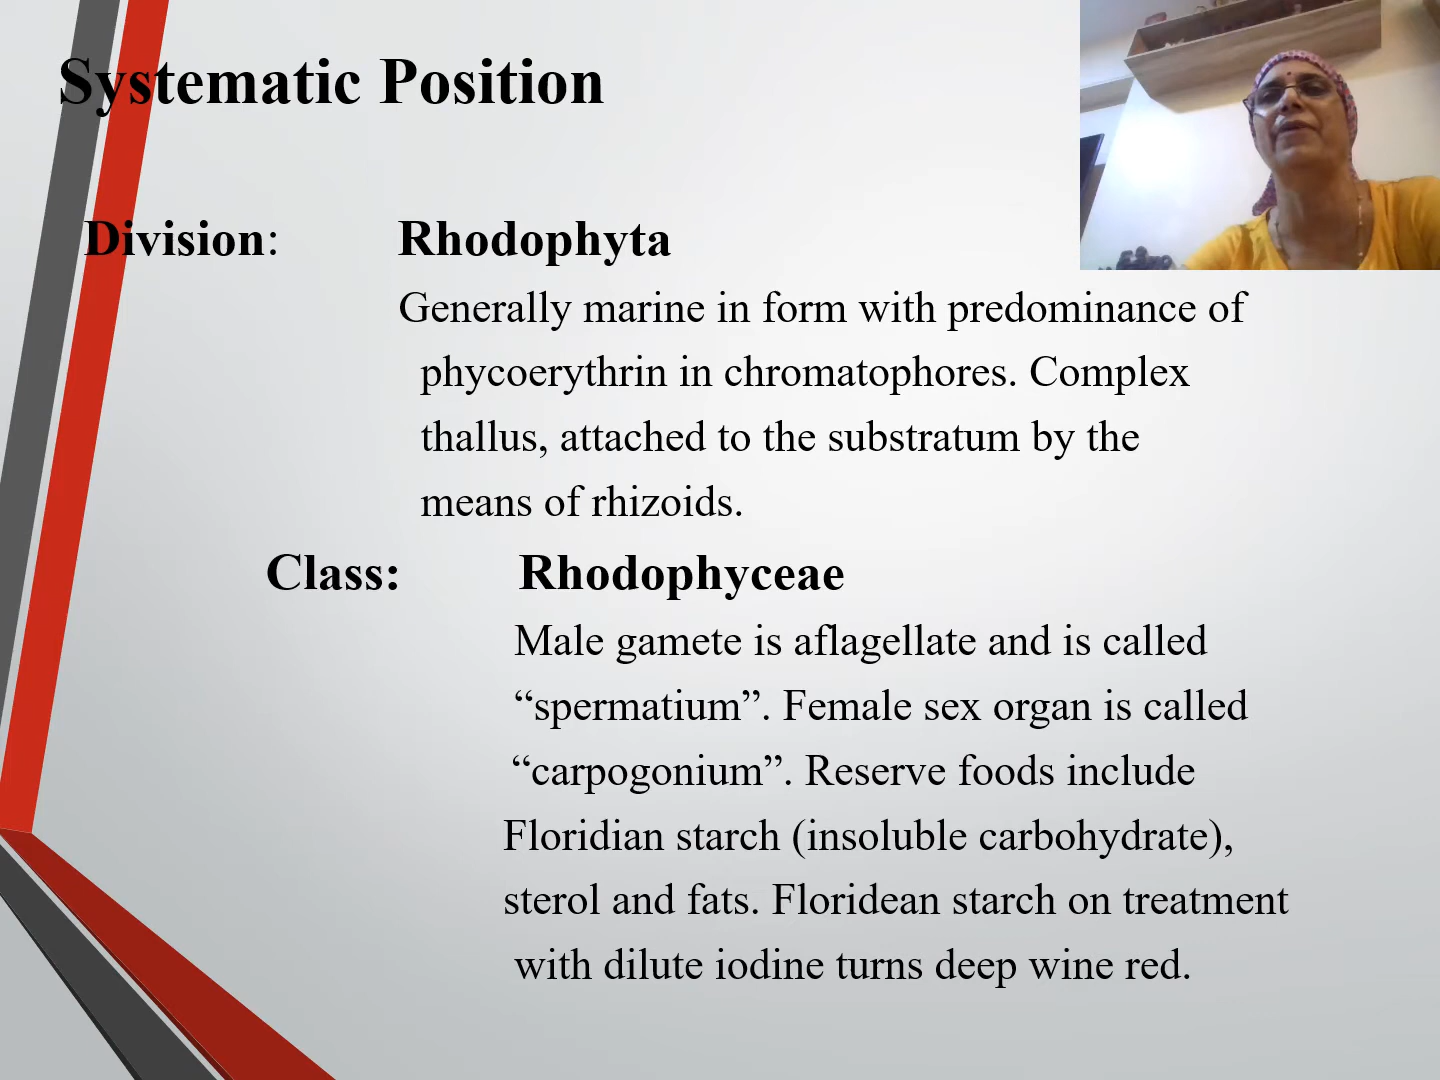 Systematic Position
Division: Rhodophyta
Generally marine in form with predominance of
phycoerythrin in chromatophores. Complex
thallus, attached to the substratum by the
means of rhizoids.
Class: Rhodophyceae
Male gamete is aflagellate and is called
“spermatium”. Female sex organ is called
“carpogonium”. Reserve foods include
Floridian starch (insoluble carbohydrate),
sterol and fats. Floridean starch on treatment
with dilute iodine turns deep wine red.